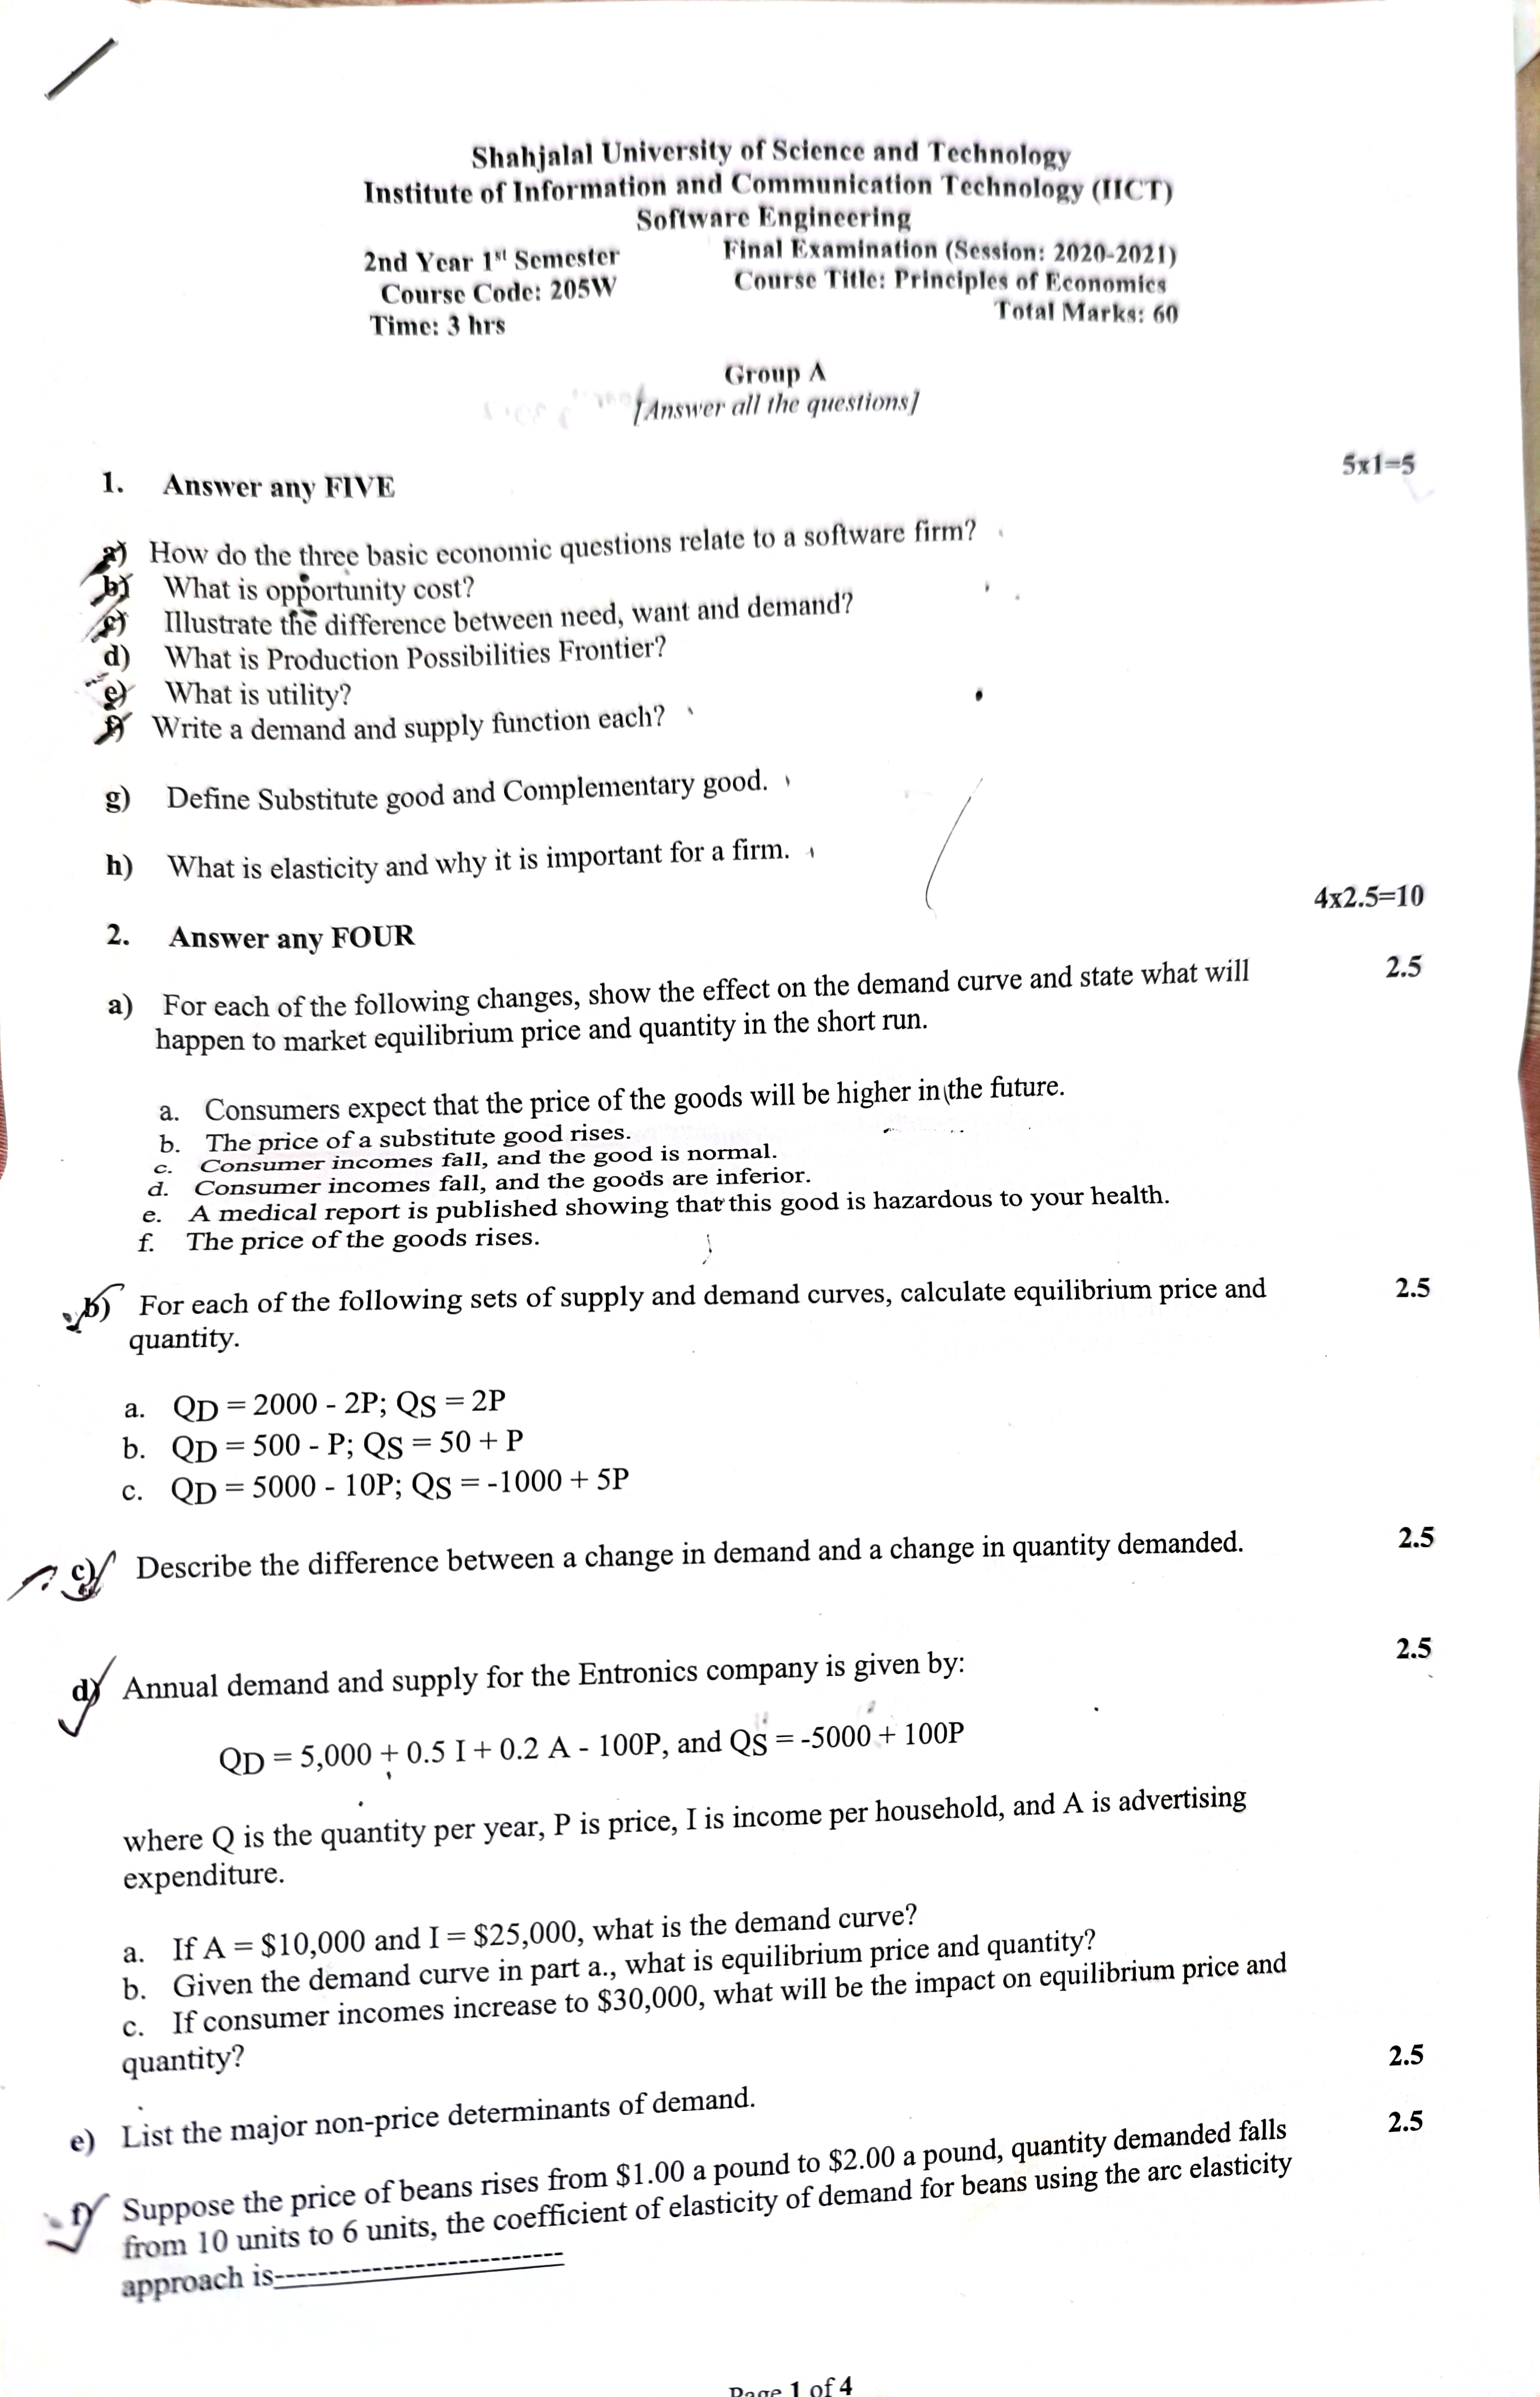 Shahjalal University of Science and Technology
Institute of Information and Communication Technology (IICT)
Software Engineering
2nd Year 1st Semester Final Examination (Session: 2020-2021)
Course Code: 205W Course Title: Principles of Economics
Time: 3 hrs Total Marks: 60
Group A
[Answer all the questions]
1. Answer any FIVE 5x1=5
a) How do the three basic economic questions relate to a software firm?
b) What is opportunity cost?
c) Illustrate the difference between need, want and demand?
d) What is Production Possibilities Frontier?
e) What is utility?
f) Write a demand and supply function each?
g) Define Substitute good and Complementary good.
h) What is elasticity and why it is important for a firm.
2. Answer any FOUR 4x2.5=10
a) For each of the following changes, show the effect on the demand curve and state what will 2.5
happen to market equilibrium price and quantity in the short run.
a. Consumers expect that the price of the goods will be higher in the future.
b. The price of a substitute good rises.
c. Consumer incomes fall, and the good is normal.
d. Consumer incomes fall, and the goods are inferior.
e. A medical report is published showing that this good is hazardous to your health.
f. The price of the goods rises.
b) For each of the following sets of supply and demand curves, calculate equilibrium price and 2.5
quantity.
a. QD = 2000 - 2P; QS = 2P
b. QD = 500 - P; QS = 50 + P
c. QD = 5000 - 10P; QS = -1000 + 5P
c) Describe the difference between a change in demand and a change in quantity demanded. 2.5
d) Annual demand and supply for the Entronics company is given by: 2.5
QD = 5,000 + 0.5 I + 0.2 A - 100P, and QS = -5000 + 100P
where Q is the quantity per year, P is price, I is income per household, and A is advertising
expenditure.
a. If A = $10,000 and I = $25,000, what is the demand curve?
b. Given the demand curve in part a., what is equilibrium price and quantity?
c. If consumer incomes increase to $30,000, what will be the impact on equilibrium price and
quantity?
e) List the major non-price determinants of demand. 2.5
f) Suppose the price of beans rises from $1.00 a pound to $2.00 a pound, quantity demanded falls 2.5
from 10 units to 6 units, the coefficient of elasticity of demand for beans using the arc elasticity
approach is---------------------------
Page 1 of 4